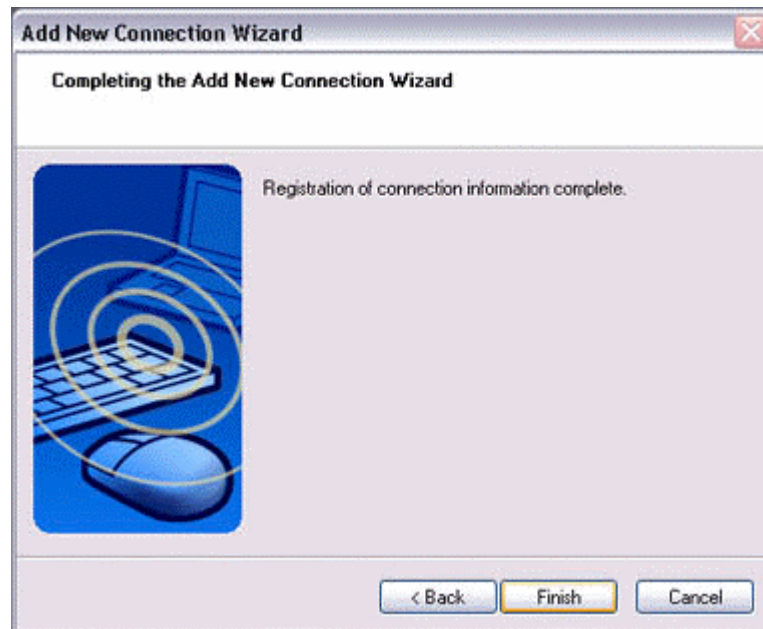 Add New Connection Wizard
Completing the Add New Connection Wizard
Registration of connection information complete.
< Back
Finish
Cancel